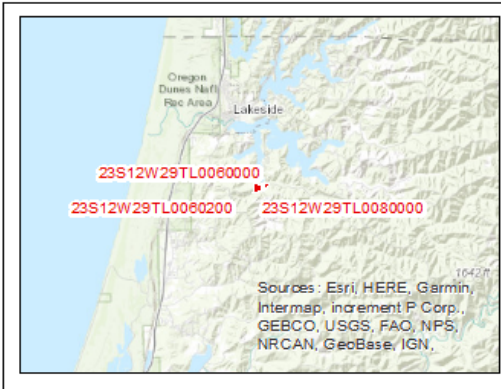 Oregon
Dunes Nat'l
Rec Area
Lakeside
23S12W29TL0060000
23S12W29TL0060200
23S12W29TL0080000
1642 ft
Sources: Esri, HERE, Garmin,
Intermap, increment P Corp.,
GEBCO, USGS, FAO, NPS,
NRCAN, GeoBase, IGN,